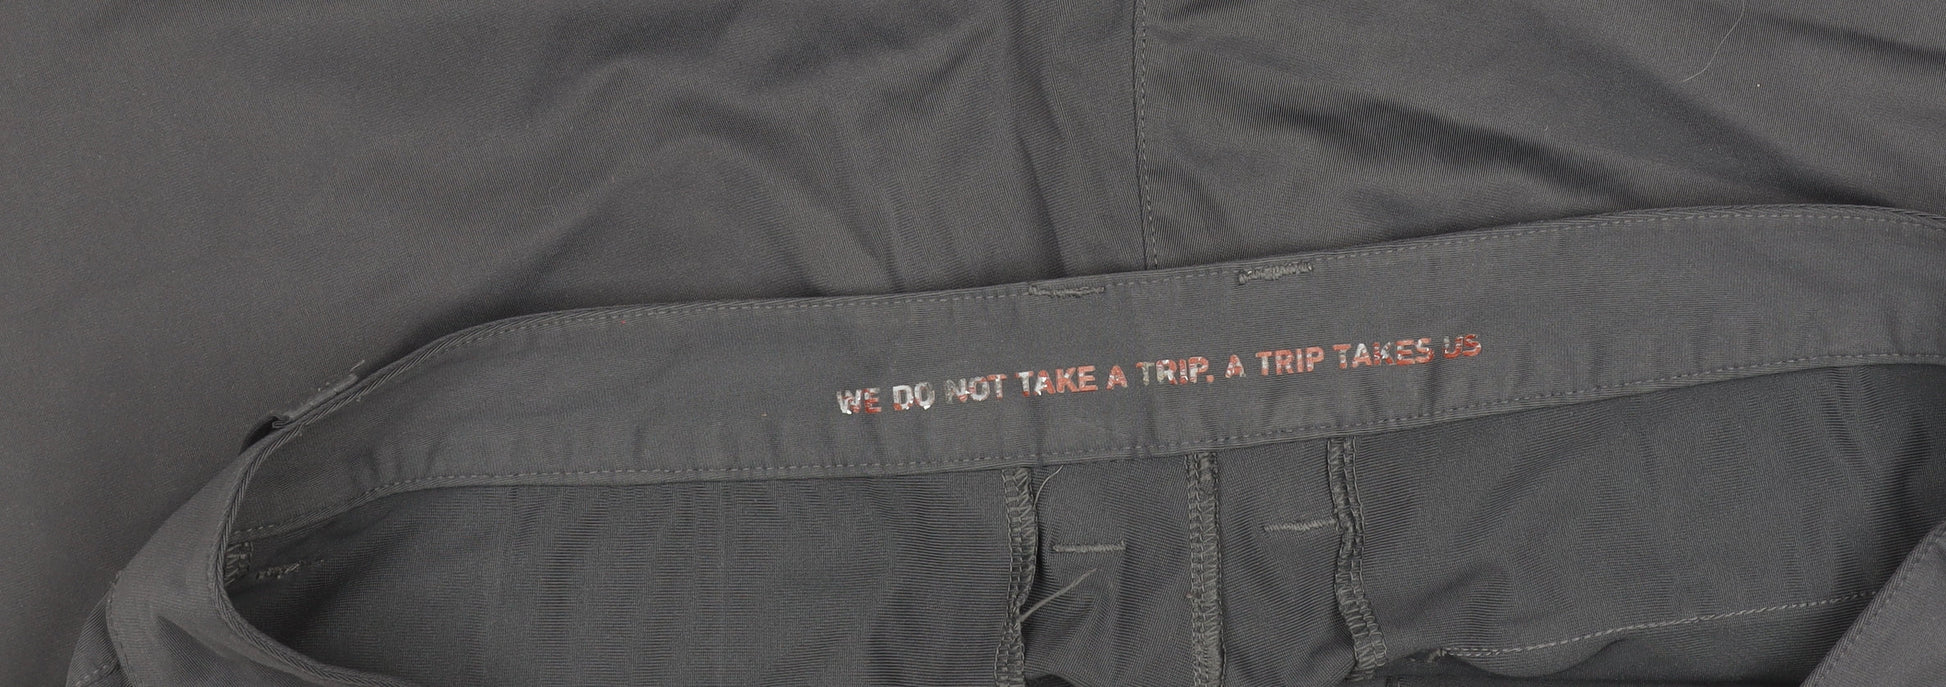 WE DO NOT TAKE A TRIP. A TRIP TAKES US